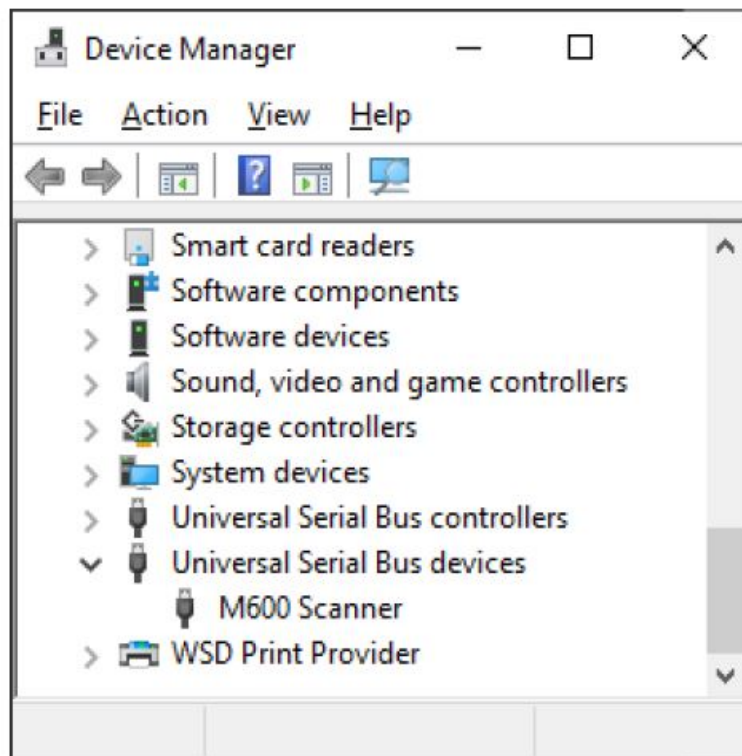 Device Manager
File Action View Help
Smart card readers
Software components
Software devices
Sound, video and game controllers
Storage controllers
System devices
Universal Serial Bus controllers
Universal Serial Bus devices
M600 Scanner
WSD Print Provider